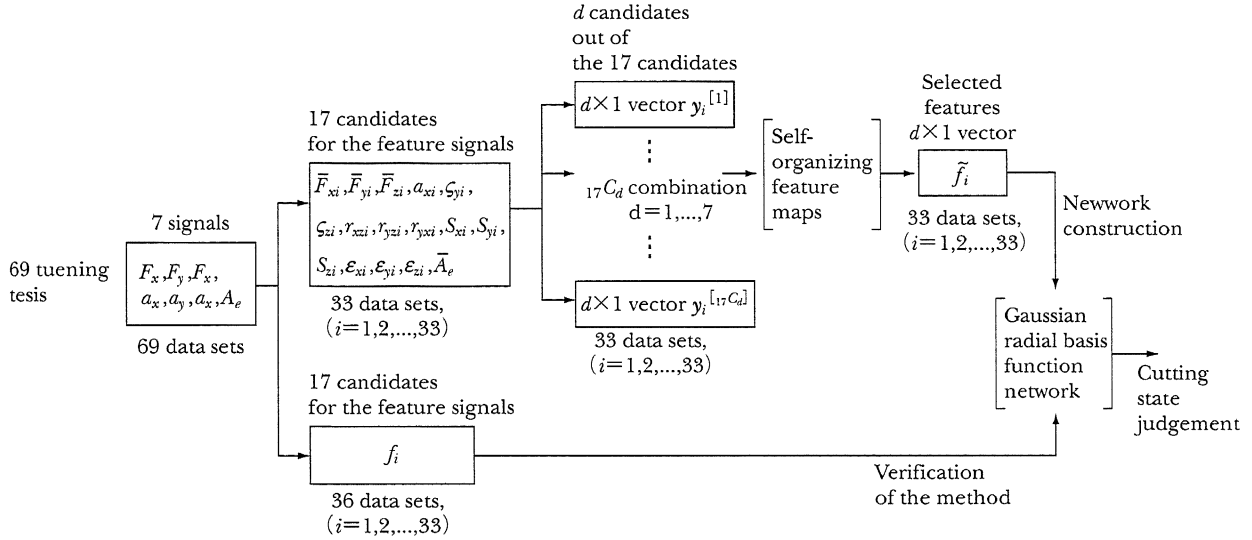 69 tuening
tesis
7 signals
Fₓ,F_y,Fₓ,
aₓ,a_y,aₓ,A_e
69 data sets
17 candidates
for the feature signals
F̅_xi,F̅_yi,F̅_zi,a_xi,ς_yi,
ς_zi,r_xzi,r_yzi,r_yxi,S_xi,S_yi,
S_zi,ε_xi,ε_yi,ε_zi,A̅_e
33 data sets,
(i=1,2,...,33)
17 candidates
for the feature signals
f_i
36 data sets,
(i=1,2,...,33)
d candidates
out of
the 17 candidates
d×1 vector y_i^[1]
₁₇C_d combination
d=1,...,7
d×1 vector y_i^[₁₇C_d]
33 data sets,
(i=1,2,...,33)
Self-
organizing
feature
maps
Selected
features
d×1 vector
f̃_i
33 data sets,
(i=1,2,...,33)
Newwork
construction
Gaussian
radial basis
function
network
Cutting
state
judgement
Verification
of the method